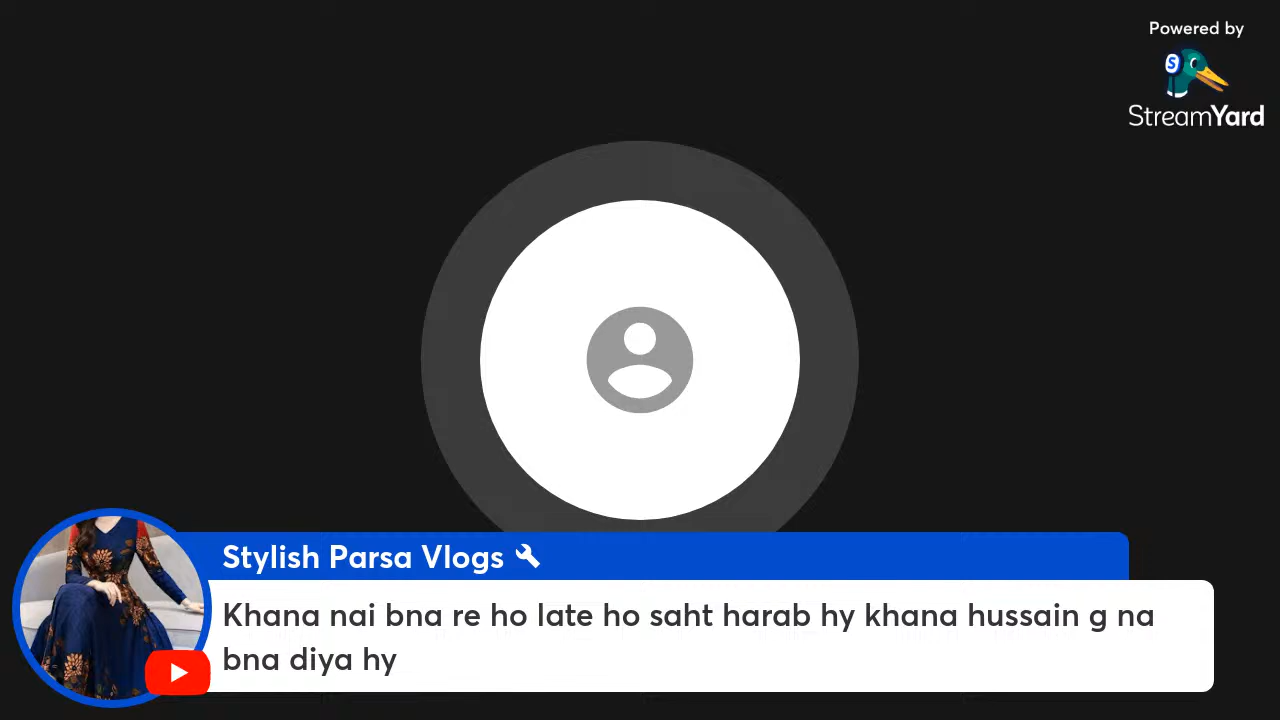 Powered by
S
StreamYard
Stylish Parsa Vlogs
Khana nai bna re ho late ho saht harab hy khana hussain g na
bna diya hy